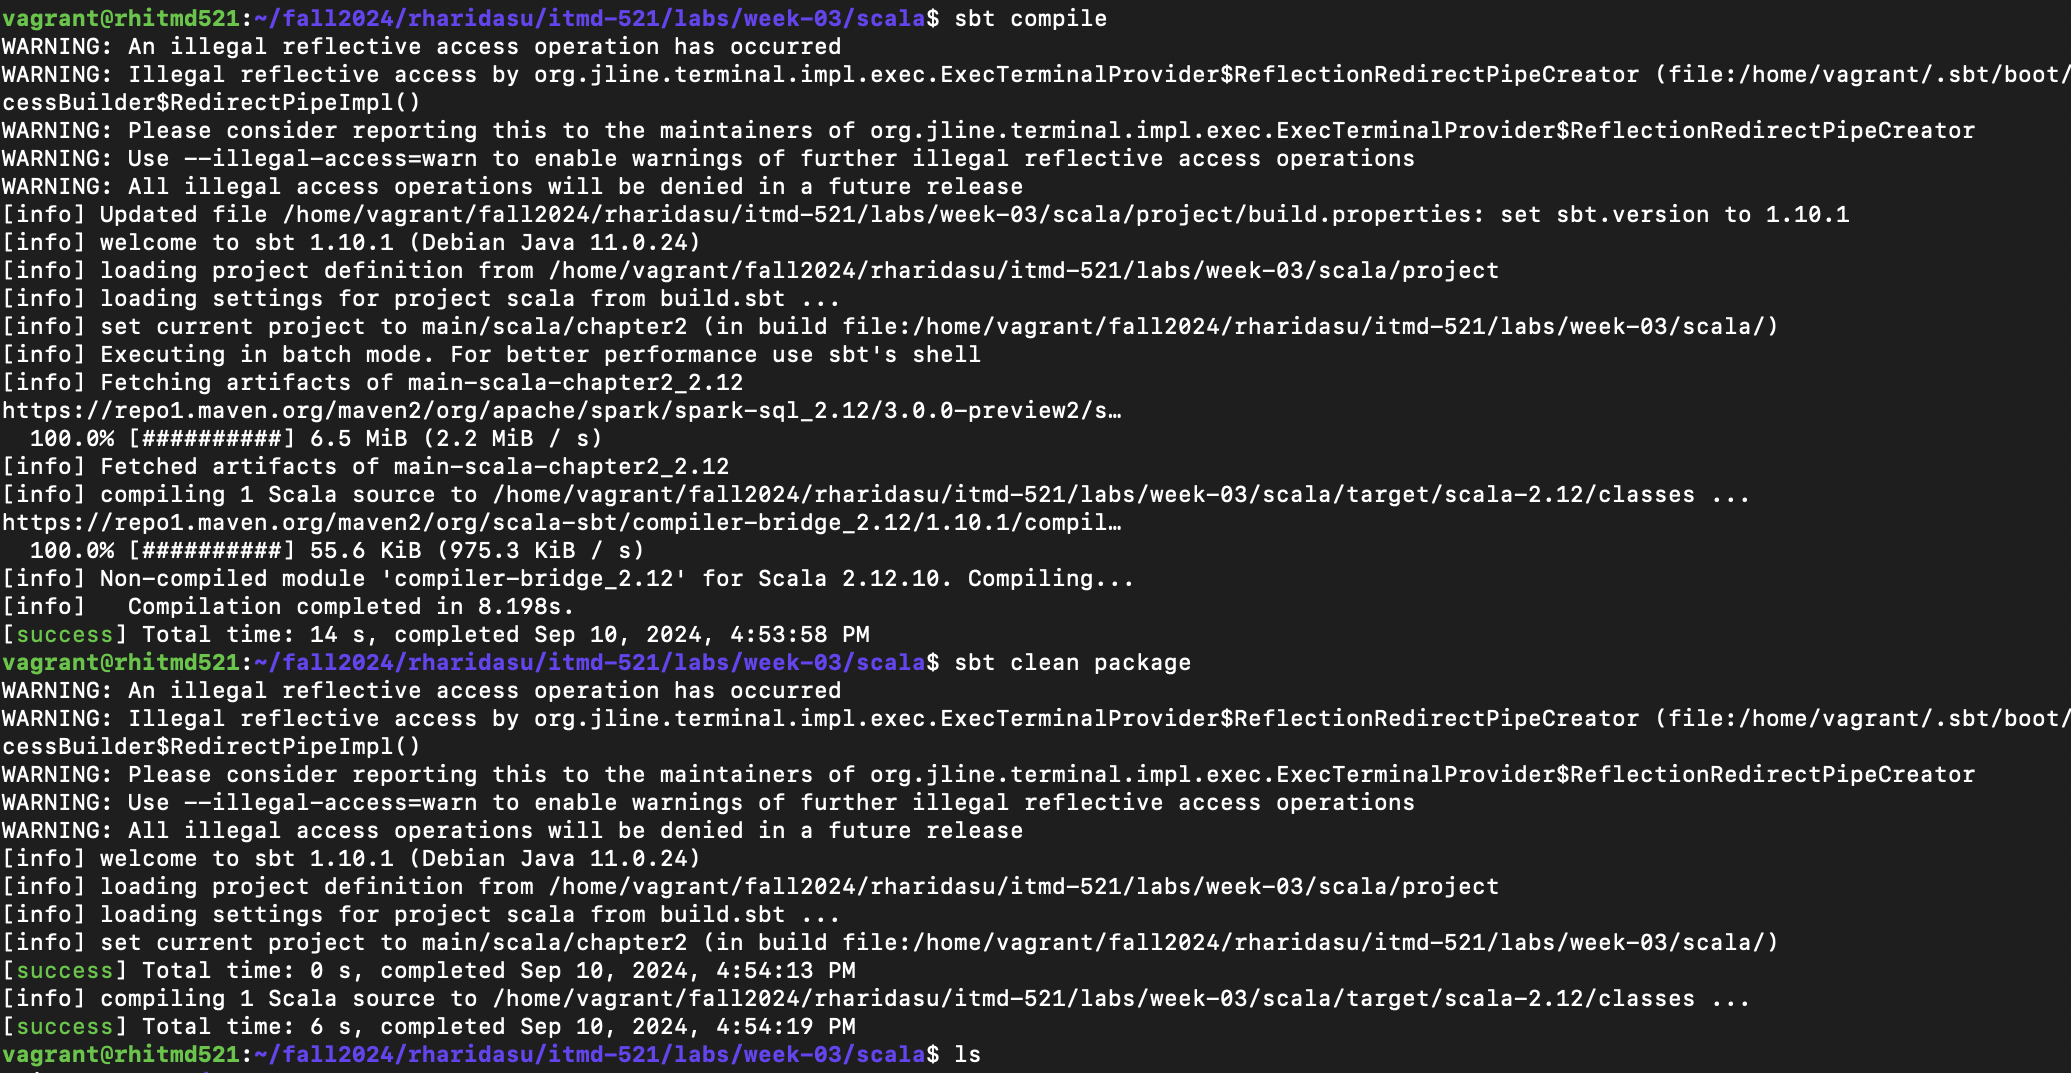 vagrant@rhitmd521:~/fall2024/rharidasu/itmd-521/labs/week-03/scala$ sbt compile
WARNING: An illegal reflective access operation has occurred
WARNING: Illegal reflective access by org.jline.terminal.impl.exec.ExecTerminalProvider$ReflectionRedirectPipeCreator (file:/home/vagrant/.sbt/boot/
cessBuilder$RedirectPipeImpl()
WARNING: Please consider reporting this to the maintainers of org.jline.terminal.impl.exec.ExecTerminalProvider$ReflectionRedirectPipeCreator
WARNING: Use --illegal-access=warn to enable warnings of further illegal reflective access operations
WARNING: All illegal access operations will be denied in a future release
[info] Updated file /home/vagrant/fall2024/rharidasu/itmd-521/labs/week-03/scala/project/build.properties: set sbt.version to 1.10.1
[info] welcome to sbt 1.10.1 (Debian Java 11.0.24)
[info] loading project definition from /home/vagrant/fall2024/rharidasu/itmd-521/labs/week-03/scala/project
[info] loading settings for project scala from build.sbt ...
[info] set current project to main/scala/chapter2 (in build file:/home/vagrant/fall2024/rharidasu/itmd-521/labs/week-03/scala/)
[info] Executing in batch mode. For better performance use sbt's shell
[info] Fetching artifacts of main-scala-chapter2_2.12
https://repo1.maven.org/maven2/org/apache/spark/spark-sql_2.12/3.0.0-preview2/s…
  100.0% [##########] 6.5 MiB (2.2 MiB / s)
[info] Fetched artifacts of main-scala-chapter2_2.12
[info] compiling 1 Scala source to /home/vagrant/fall2024/rharidasu/itmd-521/labs/week-03/scala/target/scala-2.12/classes ...
https://repo1.maven.org/maven2/org/scala-sbt/compiler-bridge_2.12/1.10.1/compil…
  100.0% [##########] 55.6 KiB (975.3 KiB / s)
[info] Non-compiled module 'compiler-bridge_2.12' for Scala 2.12.10. Compiling...
[info]   Compilation completed in 8.198s.
[success] Total time: 14 s, completed Sep 10, 2024, 4:53:58 PM
vagrant@rhitmd521:~/fall2024/rharidasu/itmd-521/labs/week-03/scala$ sbt clean package
WARNING: An illegal reflective access operation has occurred
WARNING: Illegal reflective access by org.jline.terminal.impl.exec.ExecTerminalProvider$ReflectionRedirectPipeCreator (file:/home/vagrant/.sbt/boot/
cessBuilder$RedirectPipeImpl()
WARNING: Please consider reporting this to the maintainers of org.jline.terminal.impl.exec.ExecTerminalProvider$ReflectionRedirectPipeCreator
WARNING: Use --illegal-access=warn to enable warnings of further illegal reflective access operations
WARNING: All illegal access operations will be denied in a future release
[info] welcome to sbt 1.10.1 (Debian Java 11.0.24)
[info] loading project definition from /home/vagrant/fall2024/rharidasu/itmd-521/labs/week-03/scala/project
[info] loading settings for project scala from build.sbt ...
[info] set current project to main/scala/chapter2 (in build file:/home/vagrant/fall2024/rharidasu/itmd-521/labs/week-03/scala/)
[success] Total time: 0 s, completed Sep 10, 2024, 4:54:13 PM
[info] compiling 1 Scala source to /home/vagrant/fall2024/rharidasu/itmd-521/labs/week-03/scala/target/scala-2.12/classes ...
[success] Total time: 6 s, completed Sep 10, 2024, 4:54:19 PM
vagrant@rhitmd521:~/fall2024/rharidasu/itmd-521/labs/week-03/scala$ ls